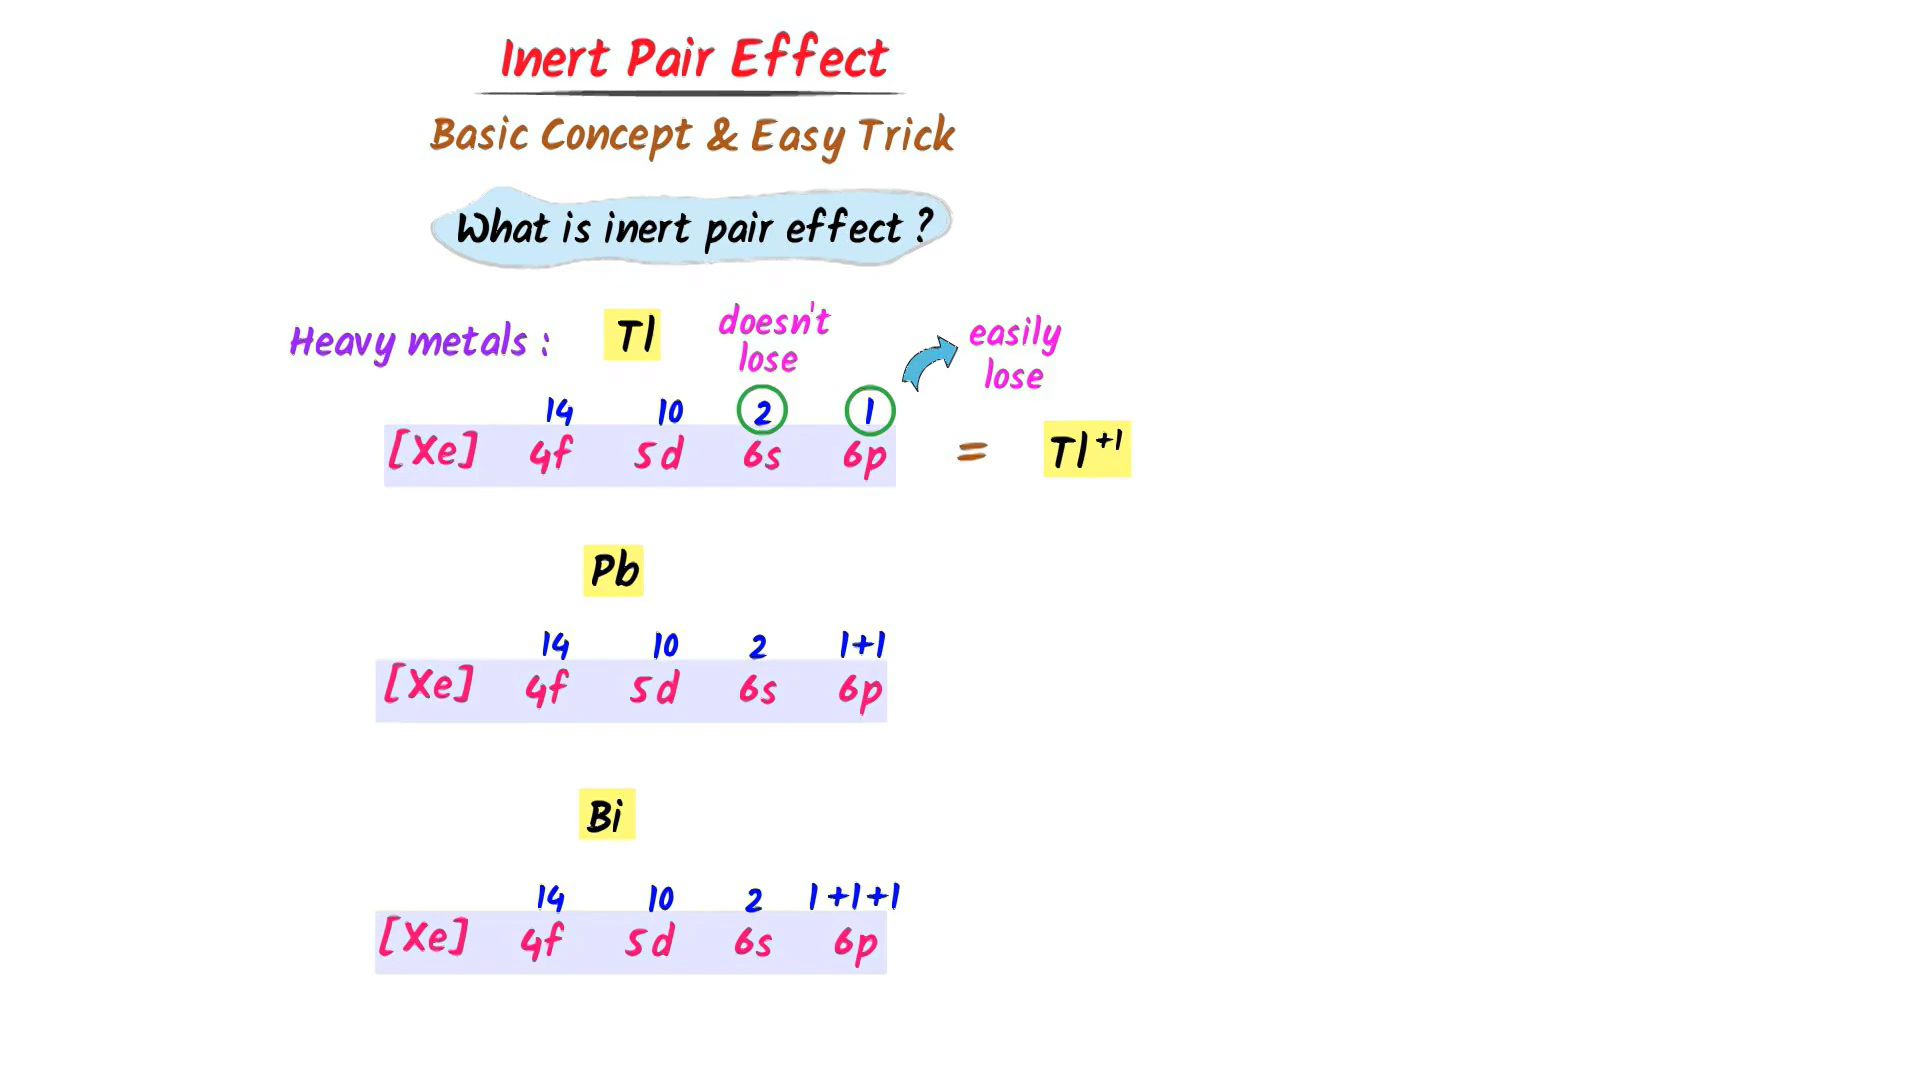 Inert Pair Effect
Basic Concept & Easy Trick
What is inert pair effect ?
Heavy metals : Tl
doesn't
lose
easily
lose
14 10 2 1
[Xe] 4f 5d 6s 6p = Tl+1
Pb
14 10 2 1+1
[Xe] 4f 5d 6s 6p
Bi
14 10 2 1+1+1
[Xe] 4f 5d 6s 6p